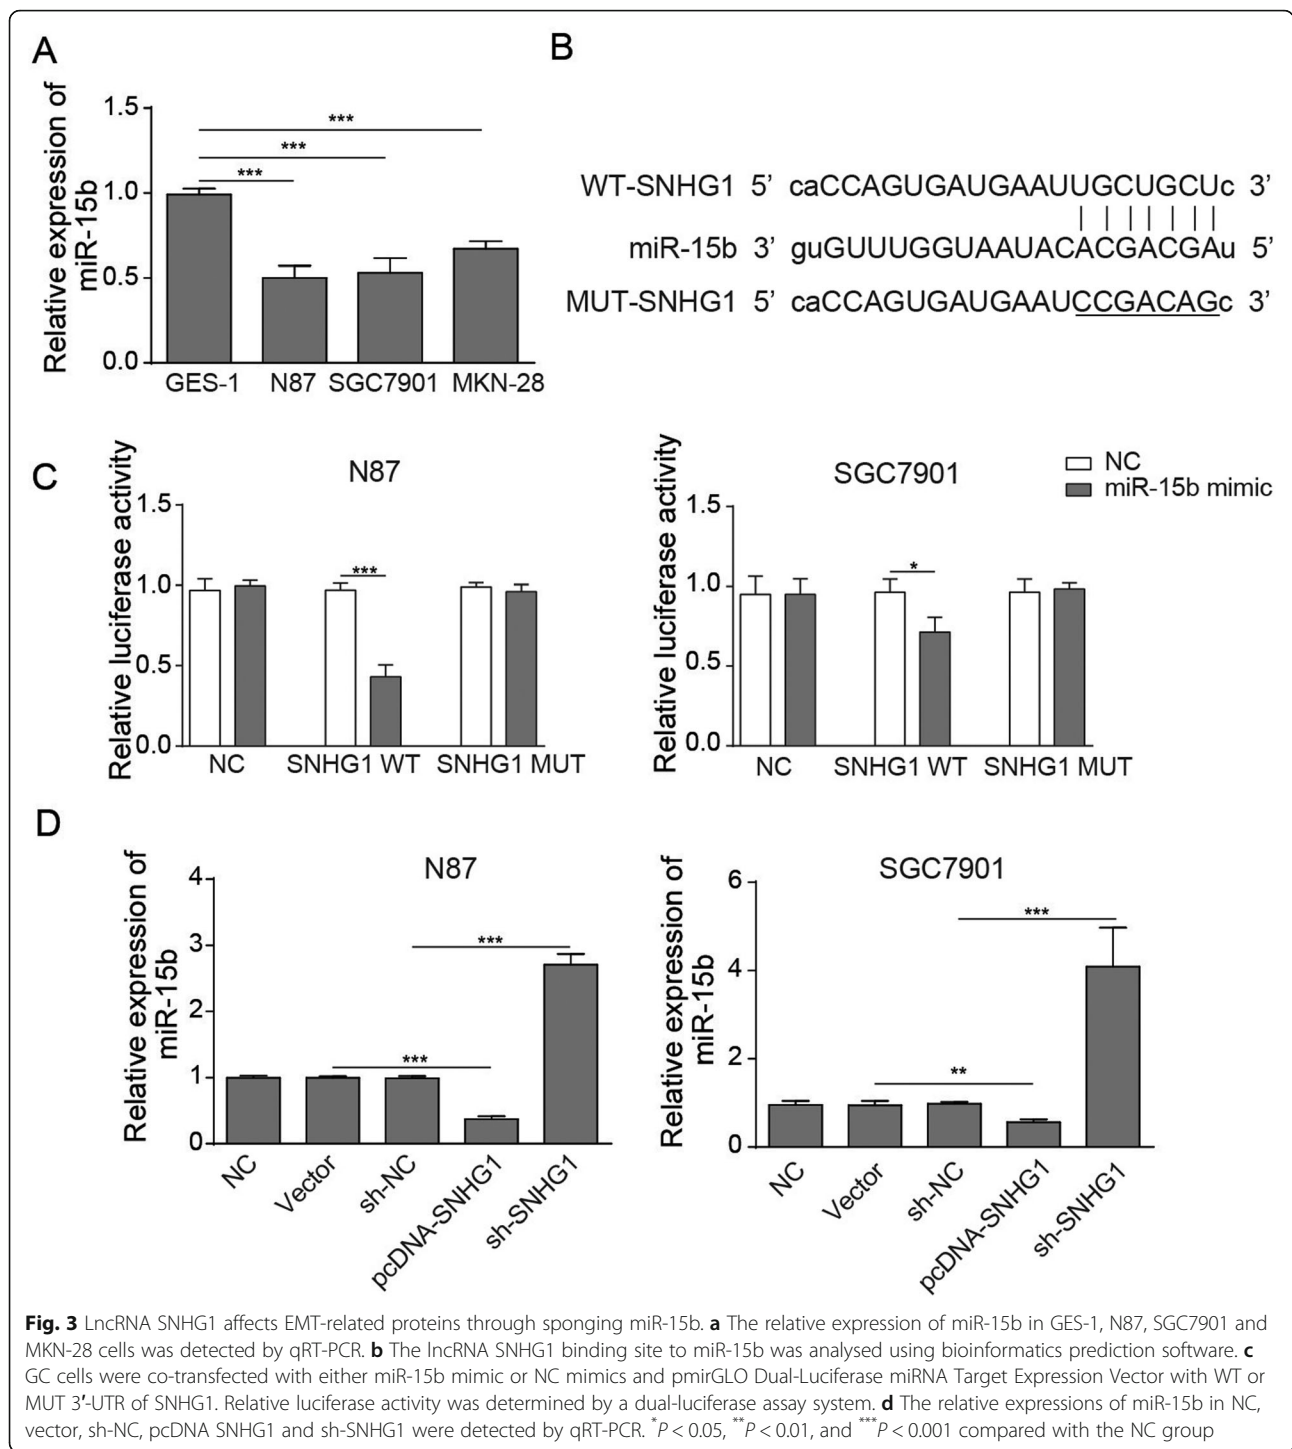 A
Relative expression of
miR-15b
1.5
1.0
0.5
0.0
***
***
***
GES-1 N87 SGC7901 MKN-28
B
WT-SNHG1 5’ caCCAGUGAUGAAUUGCUGCUc 3’
miR-15b 3’ guGUUUGGUAAUACACGACGAu 5’
MUT-SNHG1 5’ caCCAGUGAUGAAUCCGACAGc 3’
C
N87
Relative luciferase activity
1.5
1.0
0.5
0.0
***
NC SNHG1 WT SNHG1 MUT
SGC7901
Relative luciferase activity
1.5
1.0
0.5
0.0
*
NC SNHG1 WT SNHG1 MUT
NC
miR-15b mimic
D
N87
Relative expression of
miR-15b
4
3
2
1
0
***
***
NC Vector sh-NC pcDNA-SNHG1 sh-SNHG1
SGC7901
Relative expression of
miR-15b
6
4
2
0
***
**
NC Vector sh-NC pcDNA-SNHG1 sh-SNHG1
Fig. 3 LncRNA SNHG1 affects EMT-related proteins through sponging miR-15b. a The relative expression of miR-15b in GES-1, N87, SGC7901 and
MKN-28 cells was detected by qRT-PCR. b The lncRNA SNHG1 binding site to miR-15b was analysed using bioinformatics prediction software. c
GC cells were co-transfected with either miR-15b mimic or NC mimics and pmirGLO Dual-Luciferase miRNA Target Expression Vector with WT or
MUT 3′-UTR of SNHG1. Relative luciferase activity was determined by a dual-luciferase assay system. d The relative expressions of miR-15b in NC,
vector, sh-NC, pcDNA SNHG1 and sh-SNHG1 were detected by qRT-PCR. *P < 0.05, **P < 0.01, and ***P < 0.001 compared with the NC group